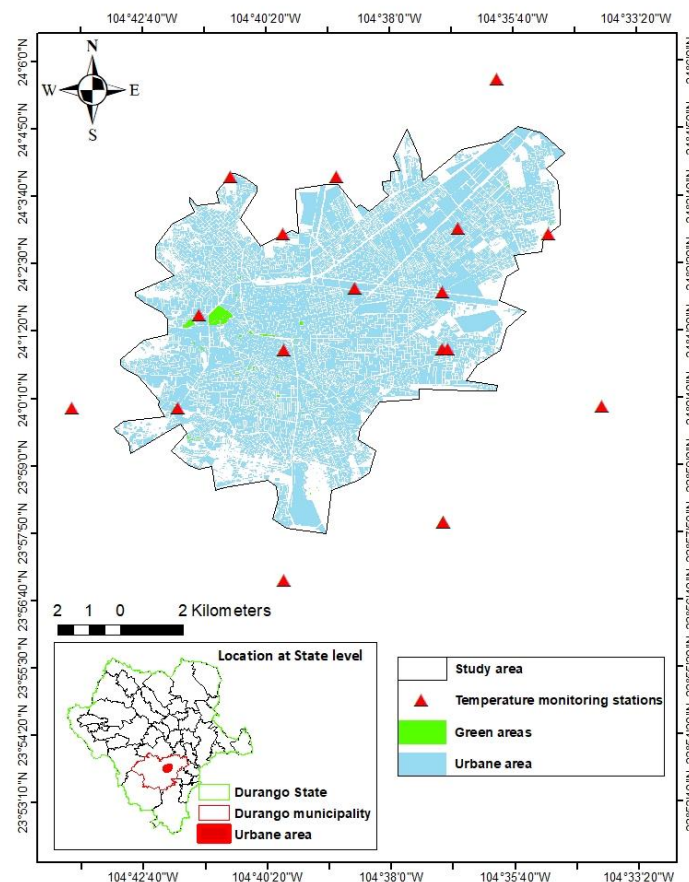 104°42'40"W 104°40'20"W 104°38'0"W 104°35'40"W 104°33'20"W
N
W E
S
24°6'0"N
24°4'50"N
24°3'40"N
24°2'30"N
24°1'20"N
24°0'10"N
23°59'0"N
23°57'50"N
23°56'40"N
23°55'30"N
23°54'20"N
23°53'10"N
2 1 0 2 Kilometers
Location at State level
Durango State
Durango municipality
Urbane area
Study area
Temperature monitoring stations
Green areas
Urbane area
104°42'40"W 104°40'20"W 104°38'0"W 104°35'40"W 104°33'20"W